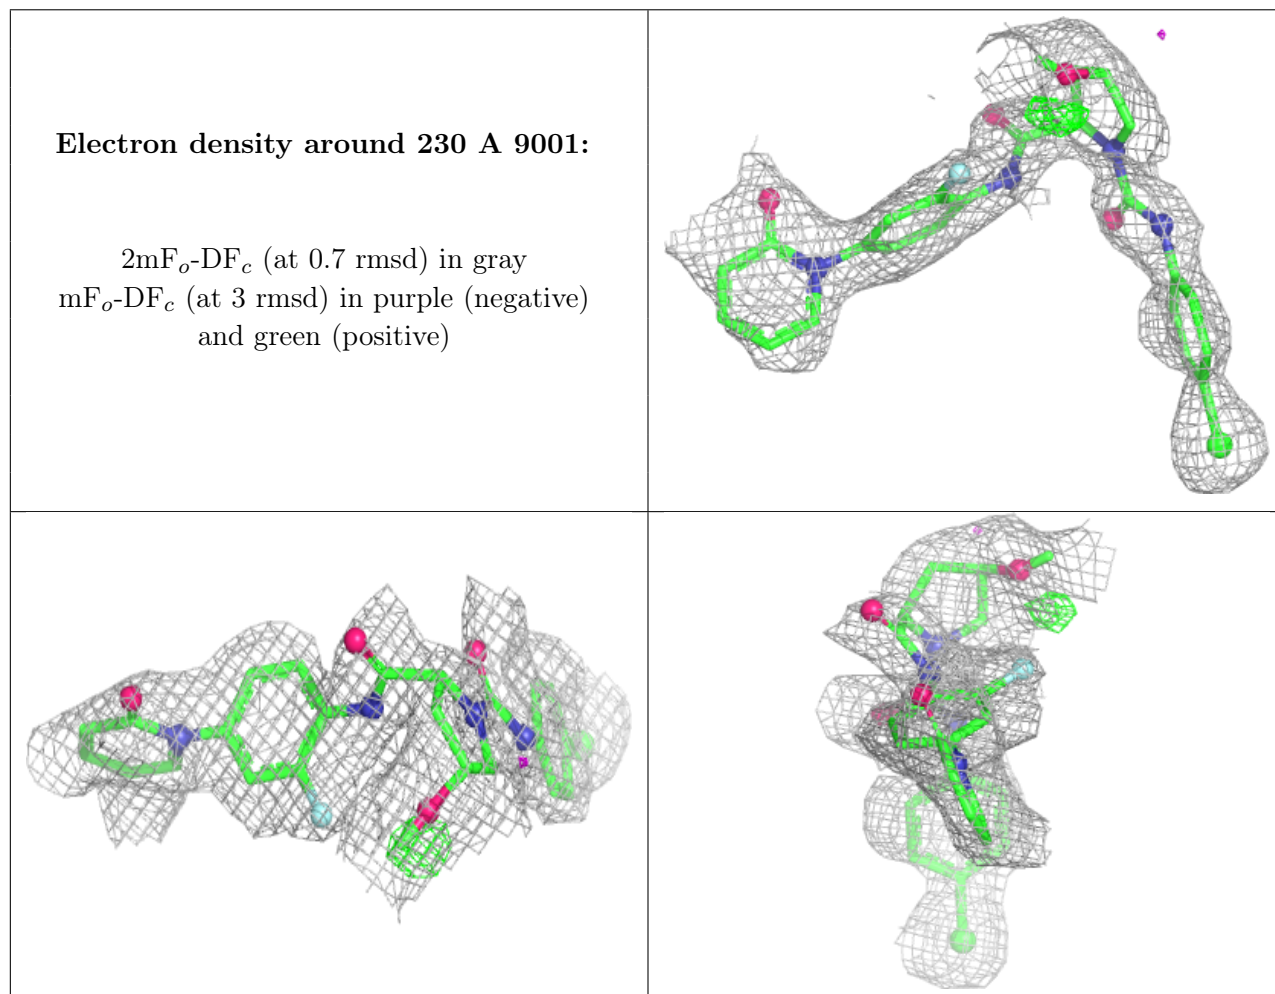 Electron density around 230 A 9001:
2mFo-DFc (at 0.7 rmsd) in gray
mFo-DFc (at 3 rmsd) in purple (negative)
and green (positive)